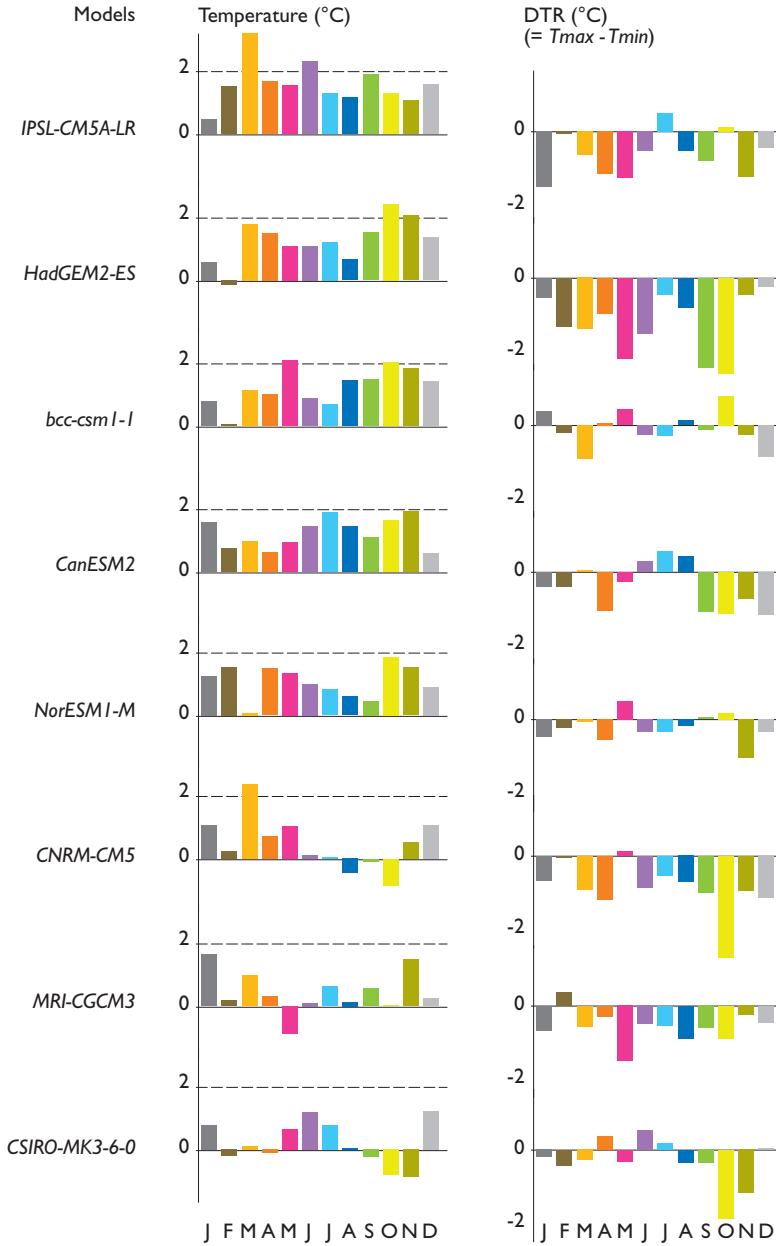 Models Temperature (°C) DTR (°C)
(= Tmax - Tmin)
2
IPSL-CM5A-LR 0 0
-2
2
HadGEM2-ES 0 0
-2
2
bcc-csm1-1 0 0
-2
2
CanESM2 0 0
-2
2
NorESM1-M 0 0
-2
2
CNRM-CM5 0 0
-2
2
MRI-CGCM3 0 0
-2
2
CSIRO-MK3-6-0 0 0
-2
J F M A M J J A S O N D J F M A M J J A S O N D